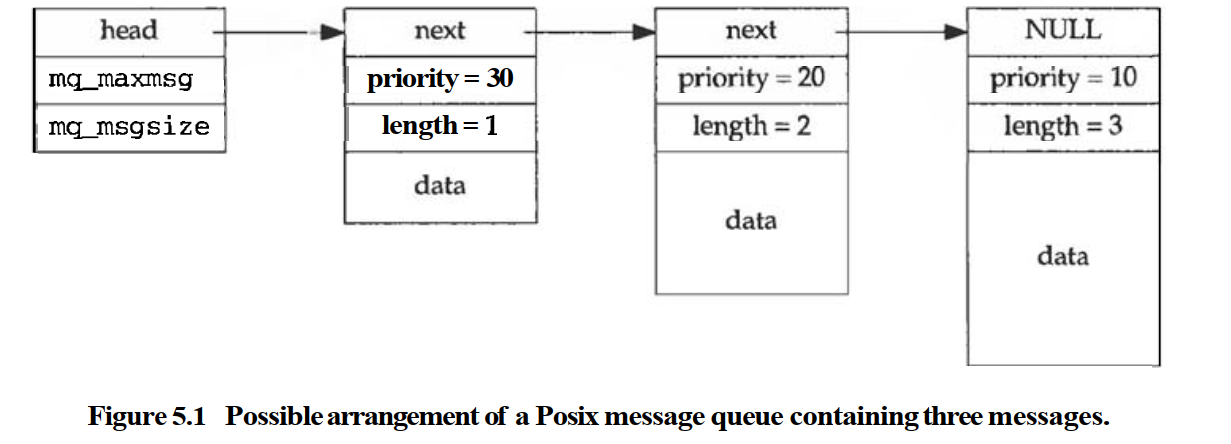 head
mq_maxmsg
mq_msgsize
next
priority = 30
length = 1
data
next
priority = 20
length = 2
data
NULL
priority = 10
length = 3
data
Figure 5.1 Possible arrangement of a Posix message queue containing three messages.